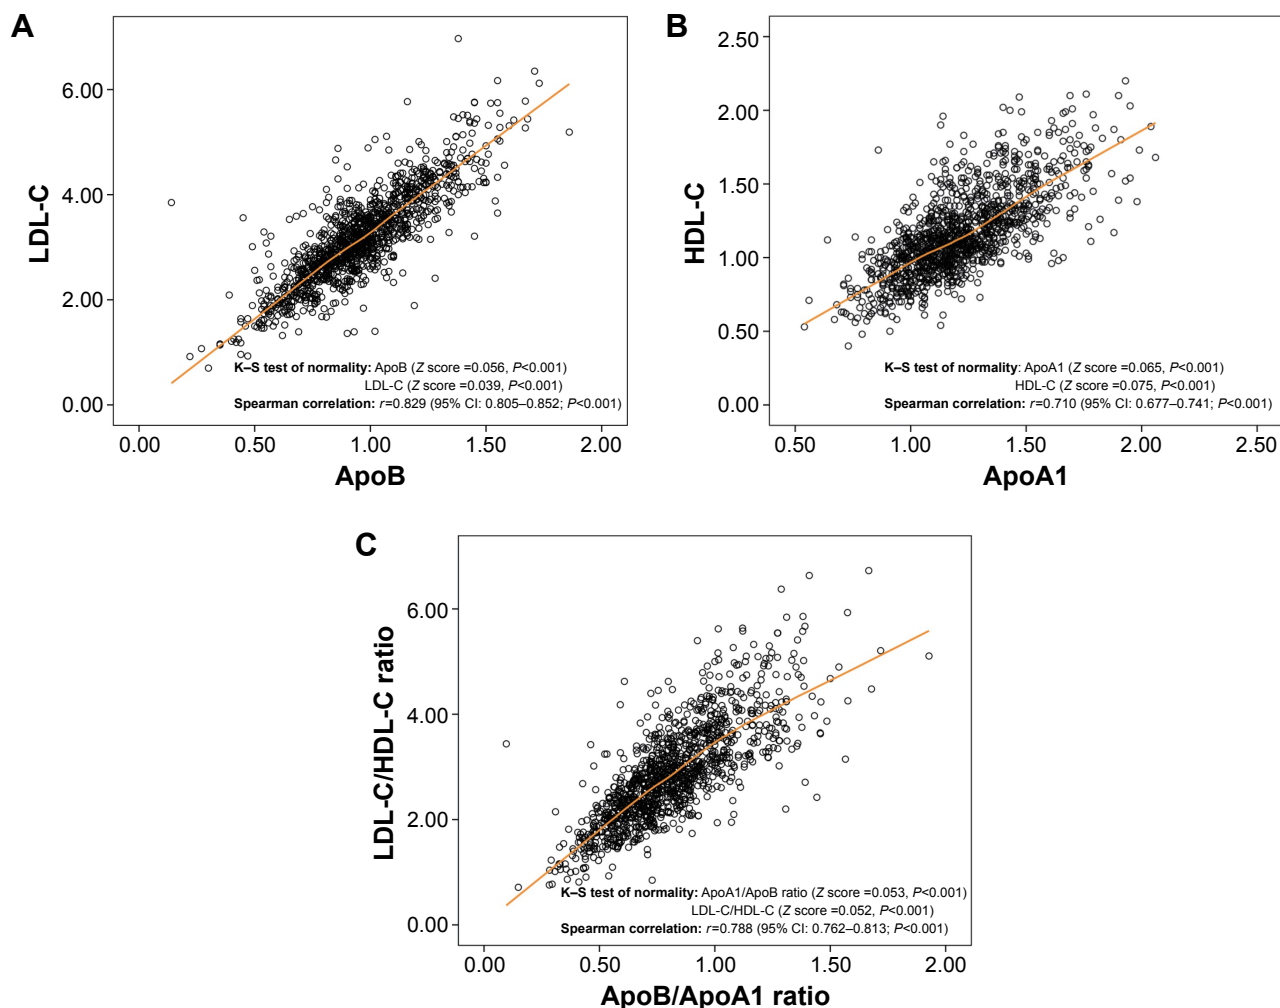 A
LDL-C
6.00
4.00
2.00
0.00
K–S test of normality: ApoB (Z score =0.056, P<0.001)
LDL-C (Z score =0.039, P<0.001)
Spearman correlation: r=0.829 (95% CI: 0.805–0.852; P<0.001)
0.00 0.50 1.00 1.50 2.00
ApoB
B
HDL-C
2.50
2.00
1.50
1.00
0.50
0.00
K–S test of normality: ApoA1 (Z score =0.065, P<0.001)
HDL-C (Z score =0.075, P<0.001)
Spearman correlation: r=0.710 (95% CI: 0.677–0.741; P<0.001)
0.50 1.00 1.50 2.00 2.50
ApoA1
C
LDL-C/HDL-C ratio
6.00
4.00
2.00
0.00
K–S test of normality: ApoA1/ApoB ratio (Z score =0.053, P<0.001)
LDL-C/HDL-C (Z score =0.052, P<0.001)
Spearman correlation: r=0.788 (95% CI: 0.762–0.813; P<0.001)
0.00 0.50 1.00 1.50 2.00
ApoB/ApoA1 ratio